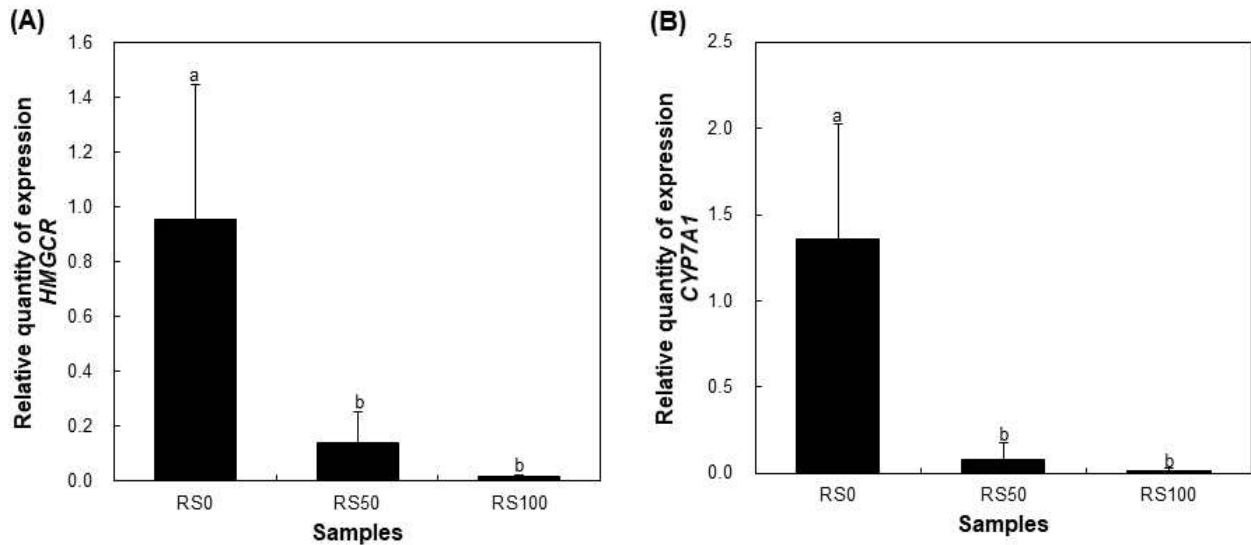 (A)
Relative quantity of expression
HMGCR
1.6
1.4
1.2
1.0
0.8
0.6
0.4
0.2
0.0
a
b
b
RS0 RS50 RS100
Samples
(B)
Relative quantity of expression
CYP7A1
2.5
2.0
1.5
1.0
0.5
0.0
a
b
b
RS0 RS50 RS100
Samples